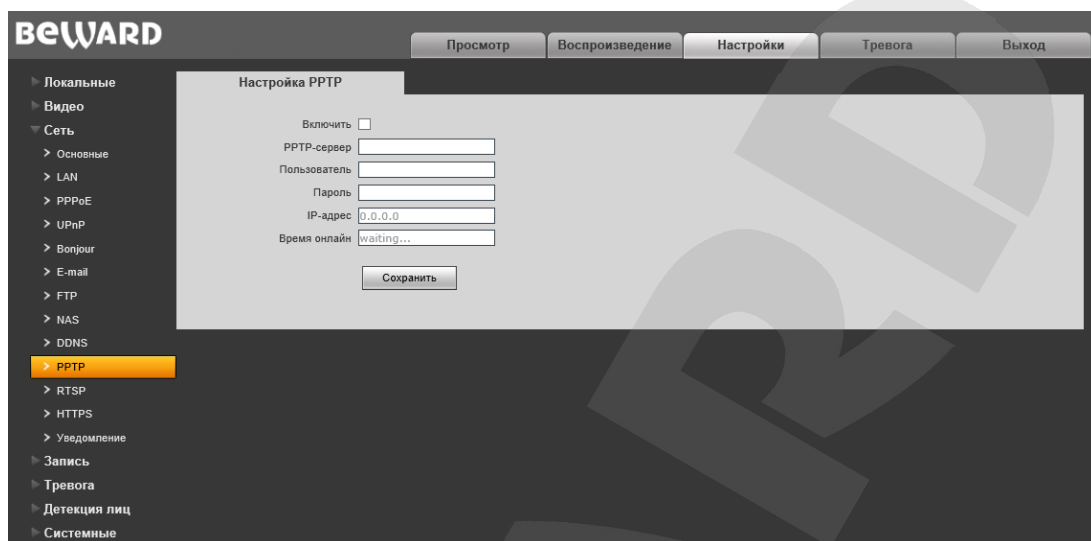 BEWARD
Просмотр
Воспроизведение
Настройки
Тревога
Выход
Локальные
Видео
Сеть
Основные
LAN
PPPoE
UPnP
Bonjour
E-mail
FTP
NAS
DDNS
PPTP
RTSP
HTTPS
Уведомление
Запись
Тревога
Детекция лиц
Системные
Настройка PPTP
Включить
PPTP-сервер
Пользователь
Пароль
IP-адрес 0.0.0.0
Время онлайн waiting...
Сохранить